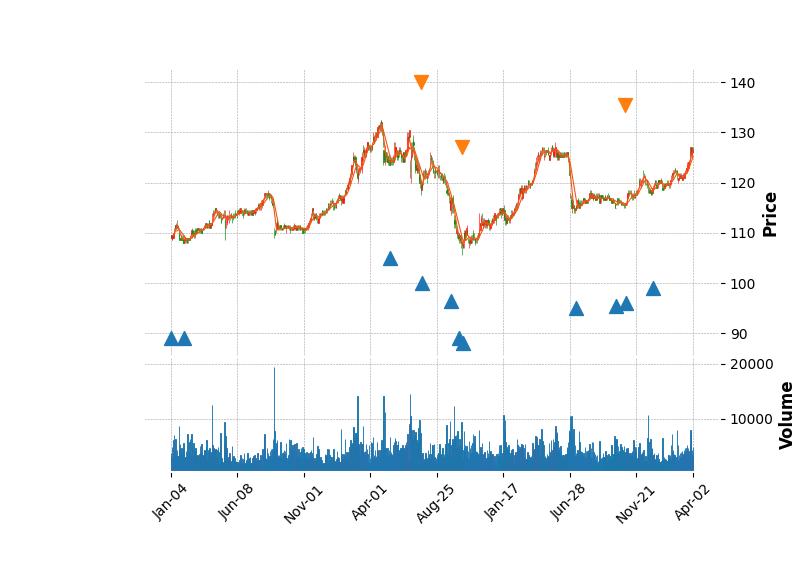 140
130
120
110
100
90
Price
20000
10000
Volume
Jan-04
Jun-08
Nov-01
Apr-01
Aug-25
Jan-17
Jun-28
Nov-21
Apr-02